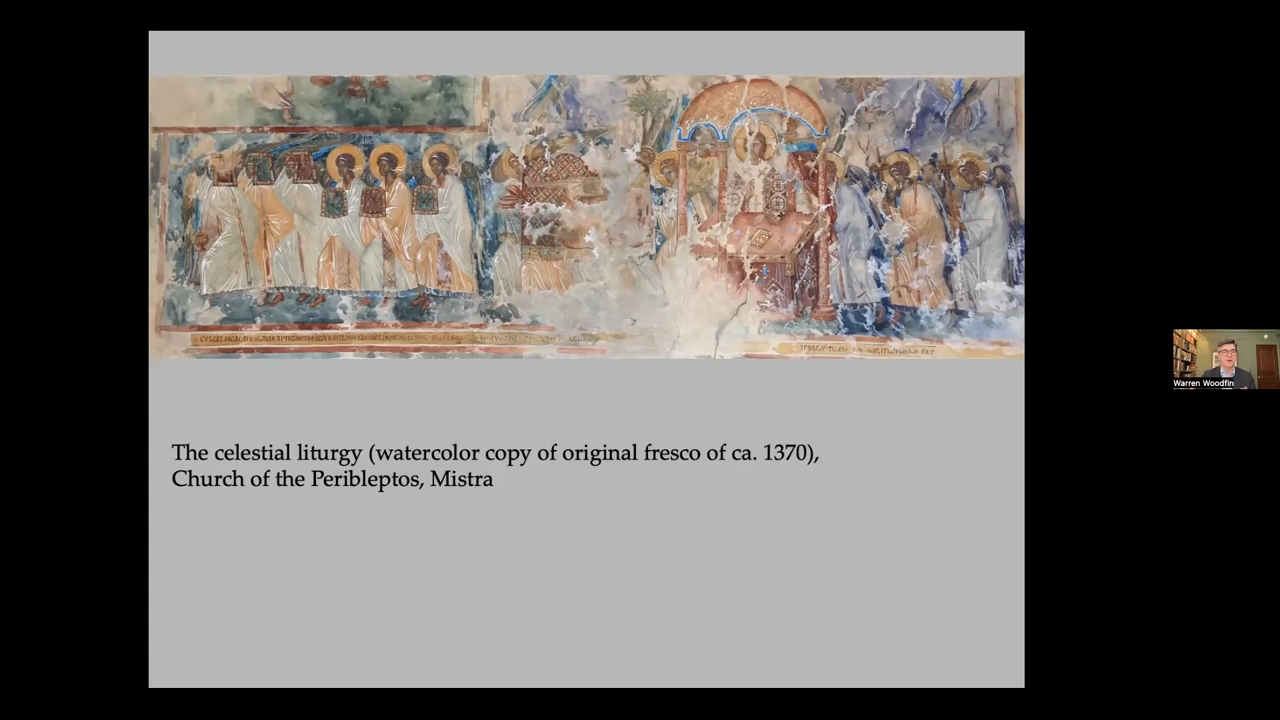 The celestial liturgy (watercolor copy of original fresco of ca. 1370),
Church of the Peribleptos, Mistra
Warren Woodfin